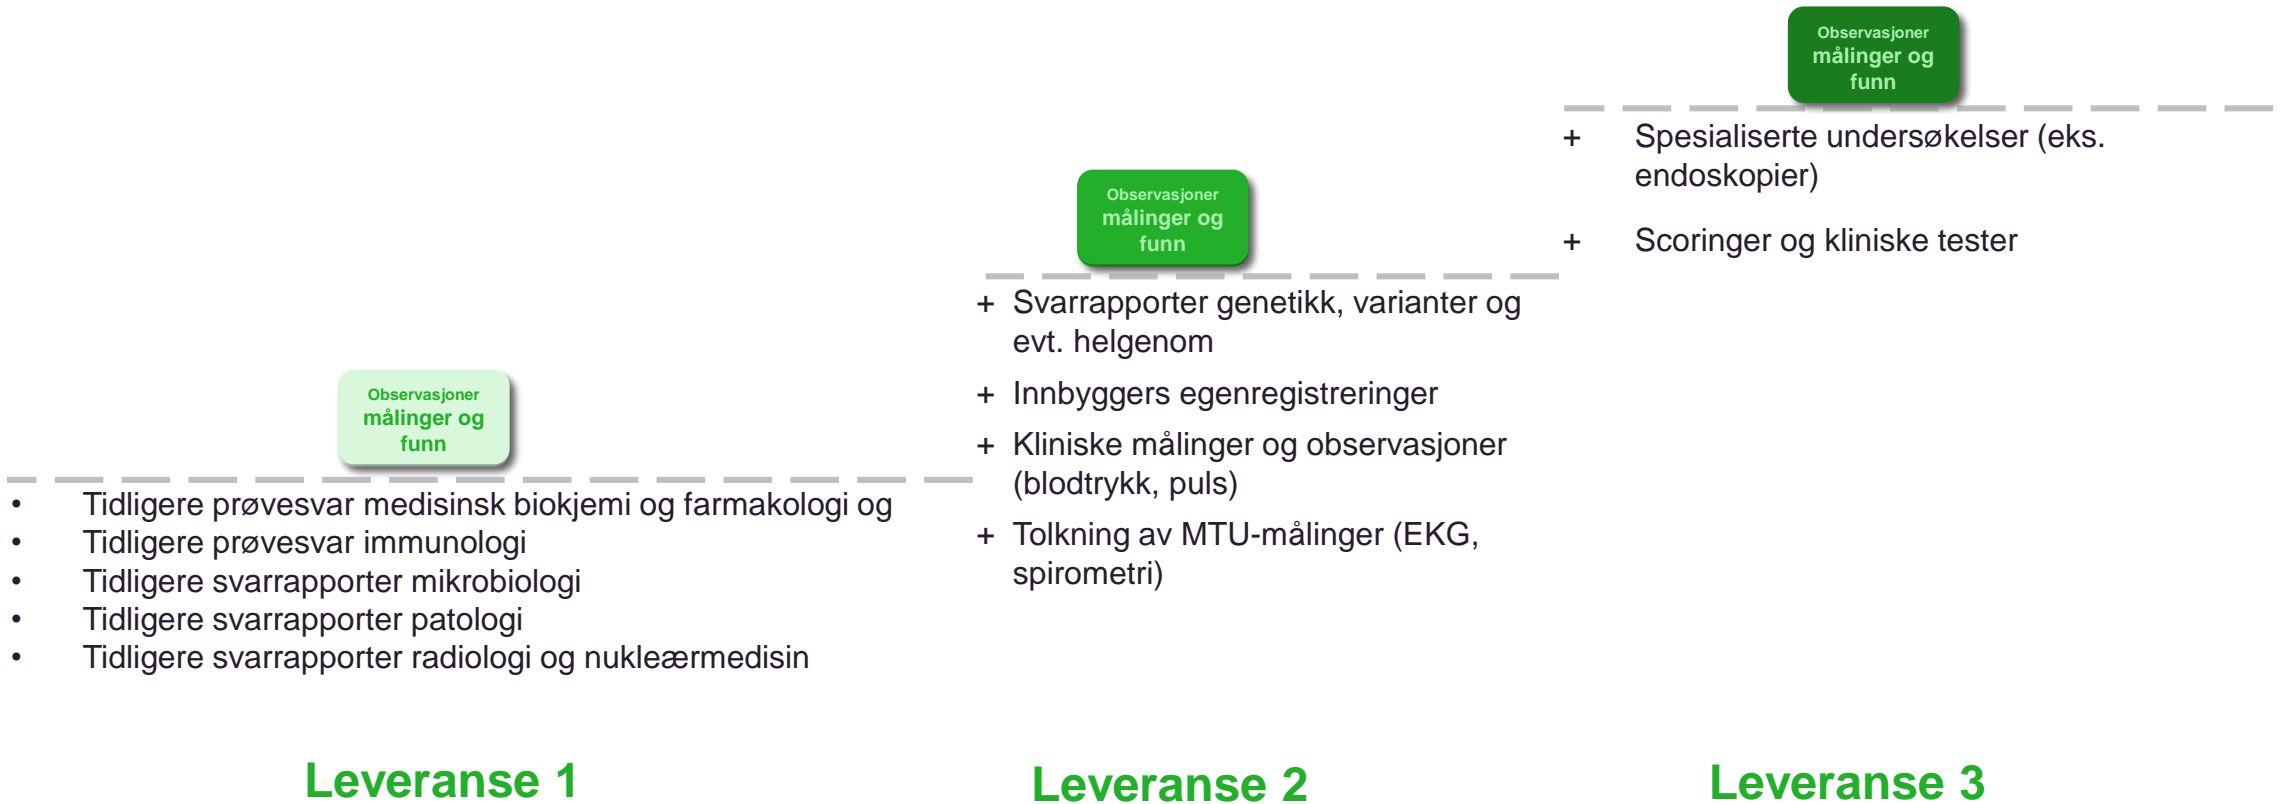 Observasjoner
målinger og
funn
• Tidligere prøvesvar medisinsk biokjemi og farmakologi og
• Tidligere prøvesvar immunologi
• Tidligere svarrapporter mikrobiologi
• Tidligere svarrapporter patologi
• Tidligere svarrapporter radiologi og nukleærmedisin
Leveranse 1
Observasjoner
målinger og
funn
+ Svarrapporter genetikk, varianter og
evt. helgenom
+ Innbyggers egenregistreringer
+ Kliniske målinger og observasjoner
(blodtrykk, puls)
+ Tolkning av MTU-målinger (EKG,
spirometri)
Leveranse 2
Observasjoner
målinger og
funn
+ Spesialiserte undersøkelser (eks.
endoskopier)
+ Scoringer og kliniske tester
Leveranse 3